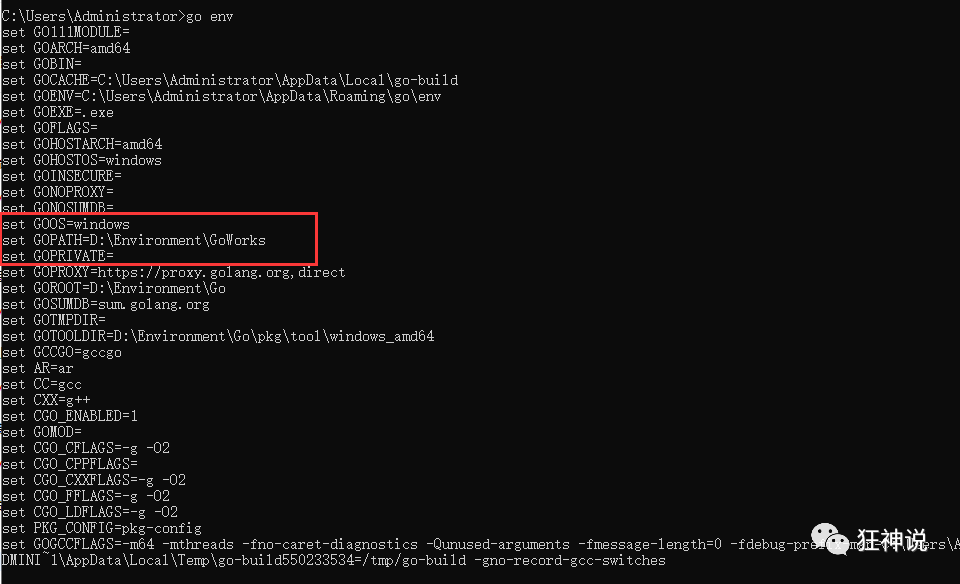 C:\Users\Administrator>go env
set GO111MODULE=
set GOARCH=amd64
set GOBIN=
set GOCACHE=C:\Users\Administrator\AppData\Local\go-build
set GOENV=C:\Users\Administrator\AppData\Roaming\go\env
set GOEXE=.exe
set GOFLAGS=
set GOHOSTARCH=amd64
set GOHOSTOS=windows
set GOINSECURE=
set GONOPROXY=
set GONOSUMDB=
set GOOS=windows
set GOPATH=D:\Environment\GoWorks
set GOPRIVATE=
set GOPROXY=https://proxy.golang.org,direct
set GOROOT=D:\Environment\Go
set GOSUMDB=sum.golang.org
set GOTMPDIR=
set GOTOOLDIR=D:\Environment\Go\pkg\tool\windows_amd64
set GCCGO=gccgo
set AR=ar
set CC=gcc
set CXX=g++
set CGO_ENABLED=1
set GOMOD=
set CGO_CFLAGS=-g -O2
set CGO_CPPFLAGS=
set CGO_CXXFLAGS=-g -O2
set CGO_FFLAGS=-g -O2
set CGO_LDFLAGS=-g -O2
set PKG_CONFIG=pkg-config
set GOGCCFLAGS=-m64 -mthreads -fno-caret-diagnostics -Qunused-arguments -fmessage-length=0
DMINI~1\AppData\Local\Temp\go-build550233534=/tmp/go-build -gno-record-gcc-switches
狂神说